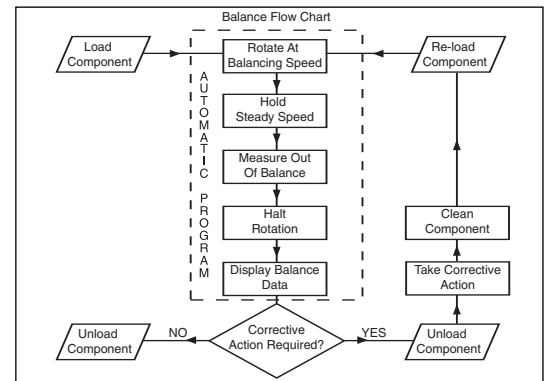 Balance Flow Chart
Load
Component
Rotate At
Balancing Speed
Re-load
Component
AUTOMATIC PROGRAM
Hold
Steady Speed
Measure Out
Of Balance
Halt
Rotation
Clean
Component
Display Balance
Data
Take Corrective
Action
Unload
Component
NO
Corrective
Action Required?
YES
Unload
Component